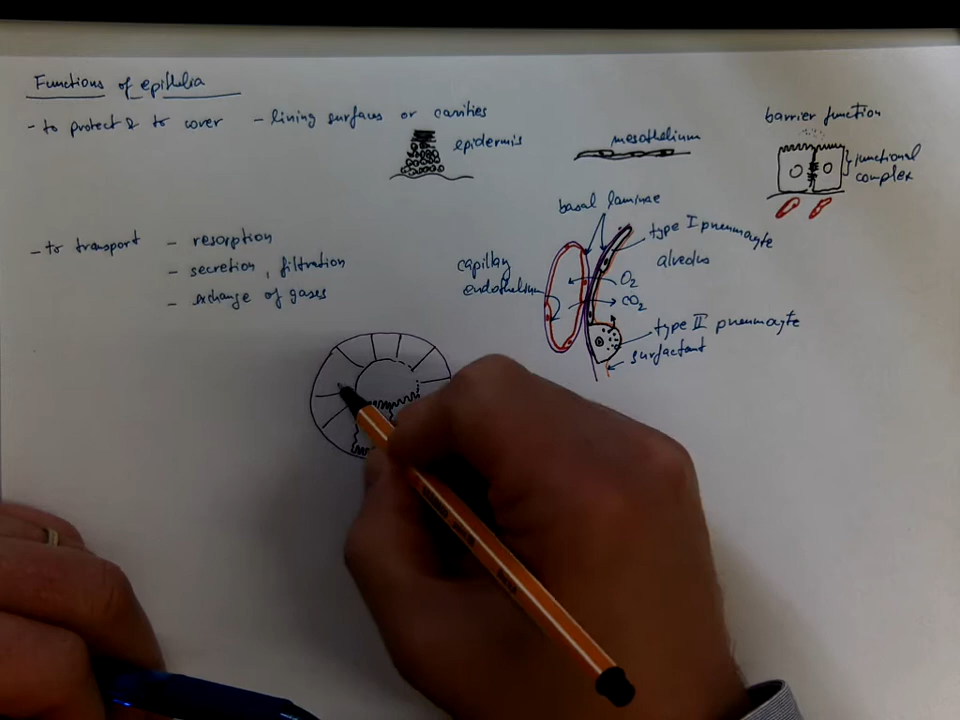 Functions of epithelia
- to protect & to cover - lining surfaces or cavities
epidermis
mesothelium
barrier function
junctional
complex
- to transport - resorption
- secretion, filtration
- exchange of gases
basal laminae
capillary
endothelium
type I pneumocyte
alveolus
O2
CO2
type II pneumocyte
surfactant